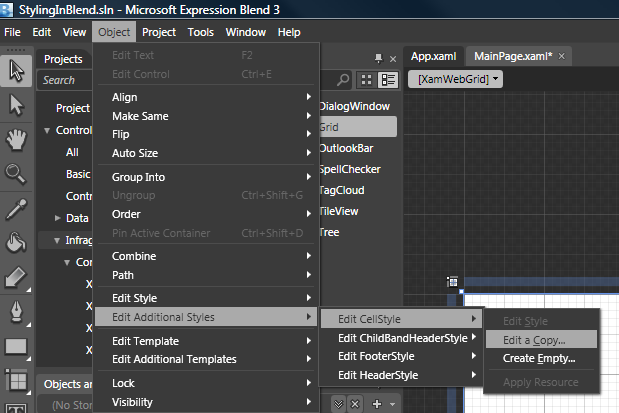 StylingInBlend.sln - Microsoft Expression Blend 3
File Edit View Object Project Tools Window Help
Projects
Search
Project
Control
All
Basic
Contr
Data
Infrag
Co
X
X
X
X
X
Objects an
(No Stor
Edit Text F2
Edit Control Ctrl+E
Align
Make Same
Flip
Auto Size
Group Into
Ungroup Ctrl+Shift+G
Order
Pin Active Container Ctrl+Shift+D
Combine
Path
Edit Style
Edit Additional Styles
Edit Template
Edit Additional Templates
Lock
Visibility
DialogWindow
Grid
OutlookBar
SpellChecker
TagCloud
TileView
Tree
App.xaml MainPage.xaml* ×
[XamWebGrid]
Edit CellStyle
Edit ChildBandHeaderStyle
Edit FooterStyle
Edit HeaderStyle
Edit Style
Edit a Copy...
Create Empty...
Apply Resource